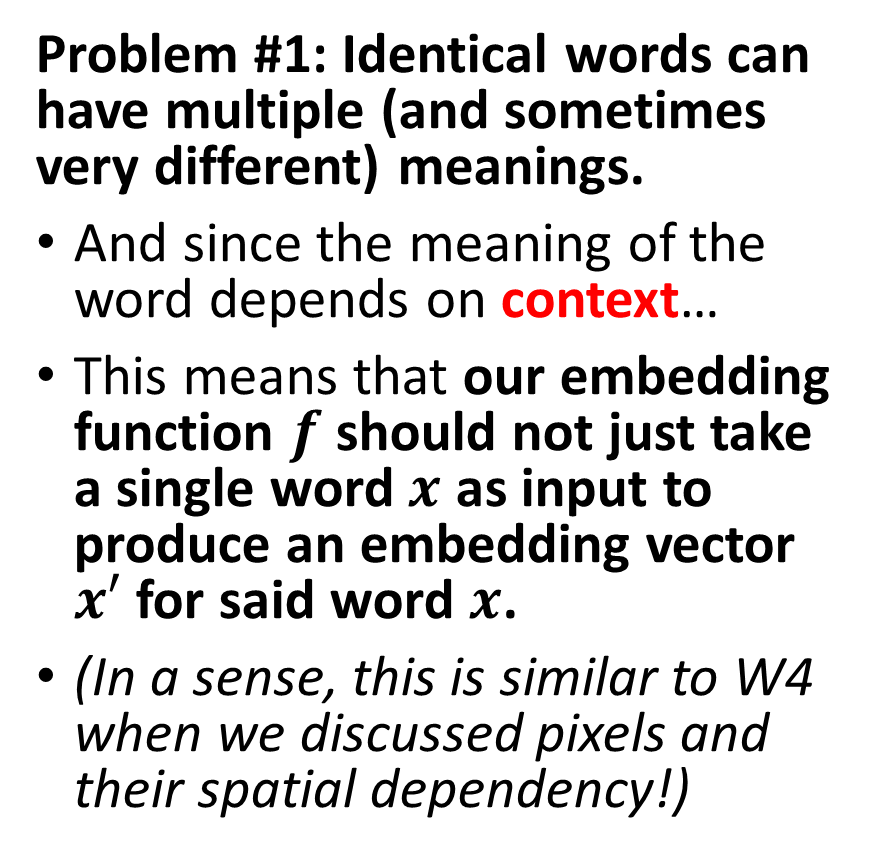 Problem #1: Identical words can
have multiple (and sometimes
very different) meanings.
• And since the meaning of the
word depends on context...
• This means that our embedding
function f should not just take
a single word x as input to
produce an embedding vector
x′ for said word x.
• (In a sense, this is similar to W4
when we discussed pixels and
their spatial dependency!)